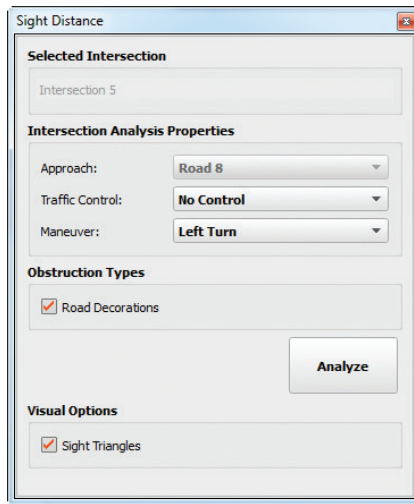 Sight Distance
Selected Intersection
Intersection 5
Intersection Analysis Properties
Approach: Road 8
Traffic Control: No Control
Maneuver: Left Turn
Obstruction Types
Road Decorations
Analyze
Visual Options
Sight Triangles